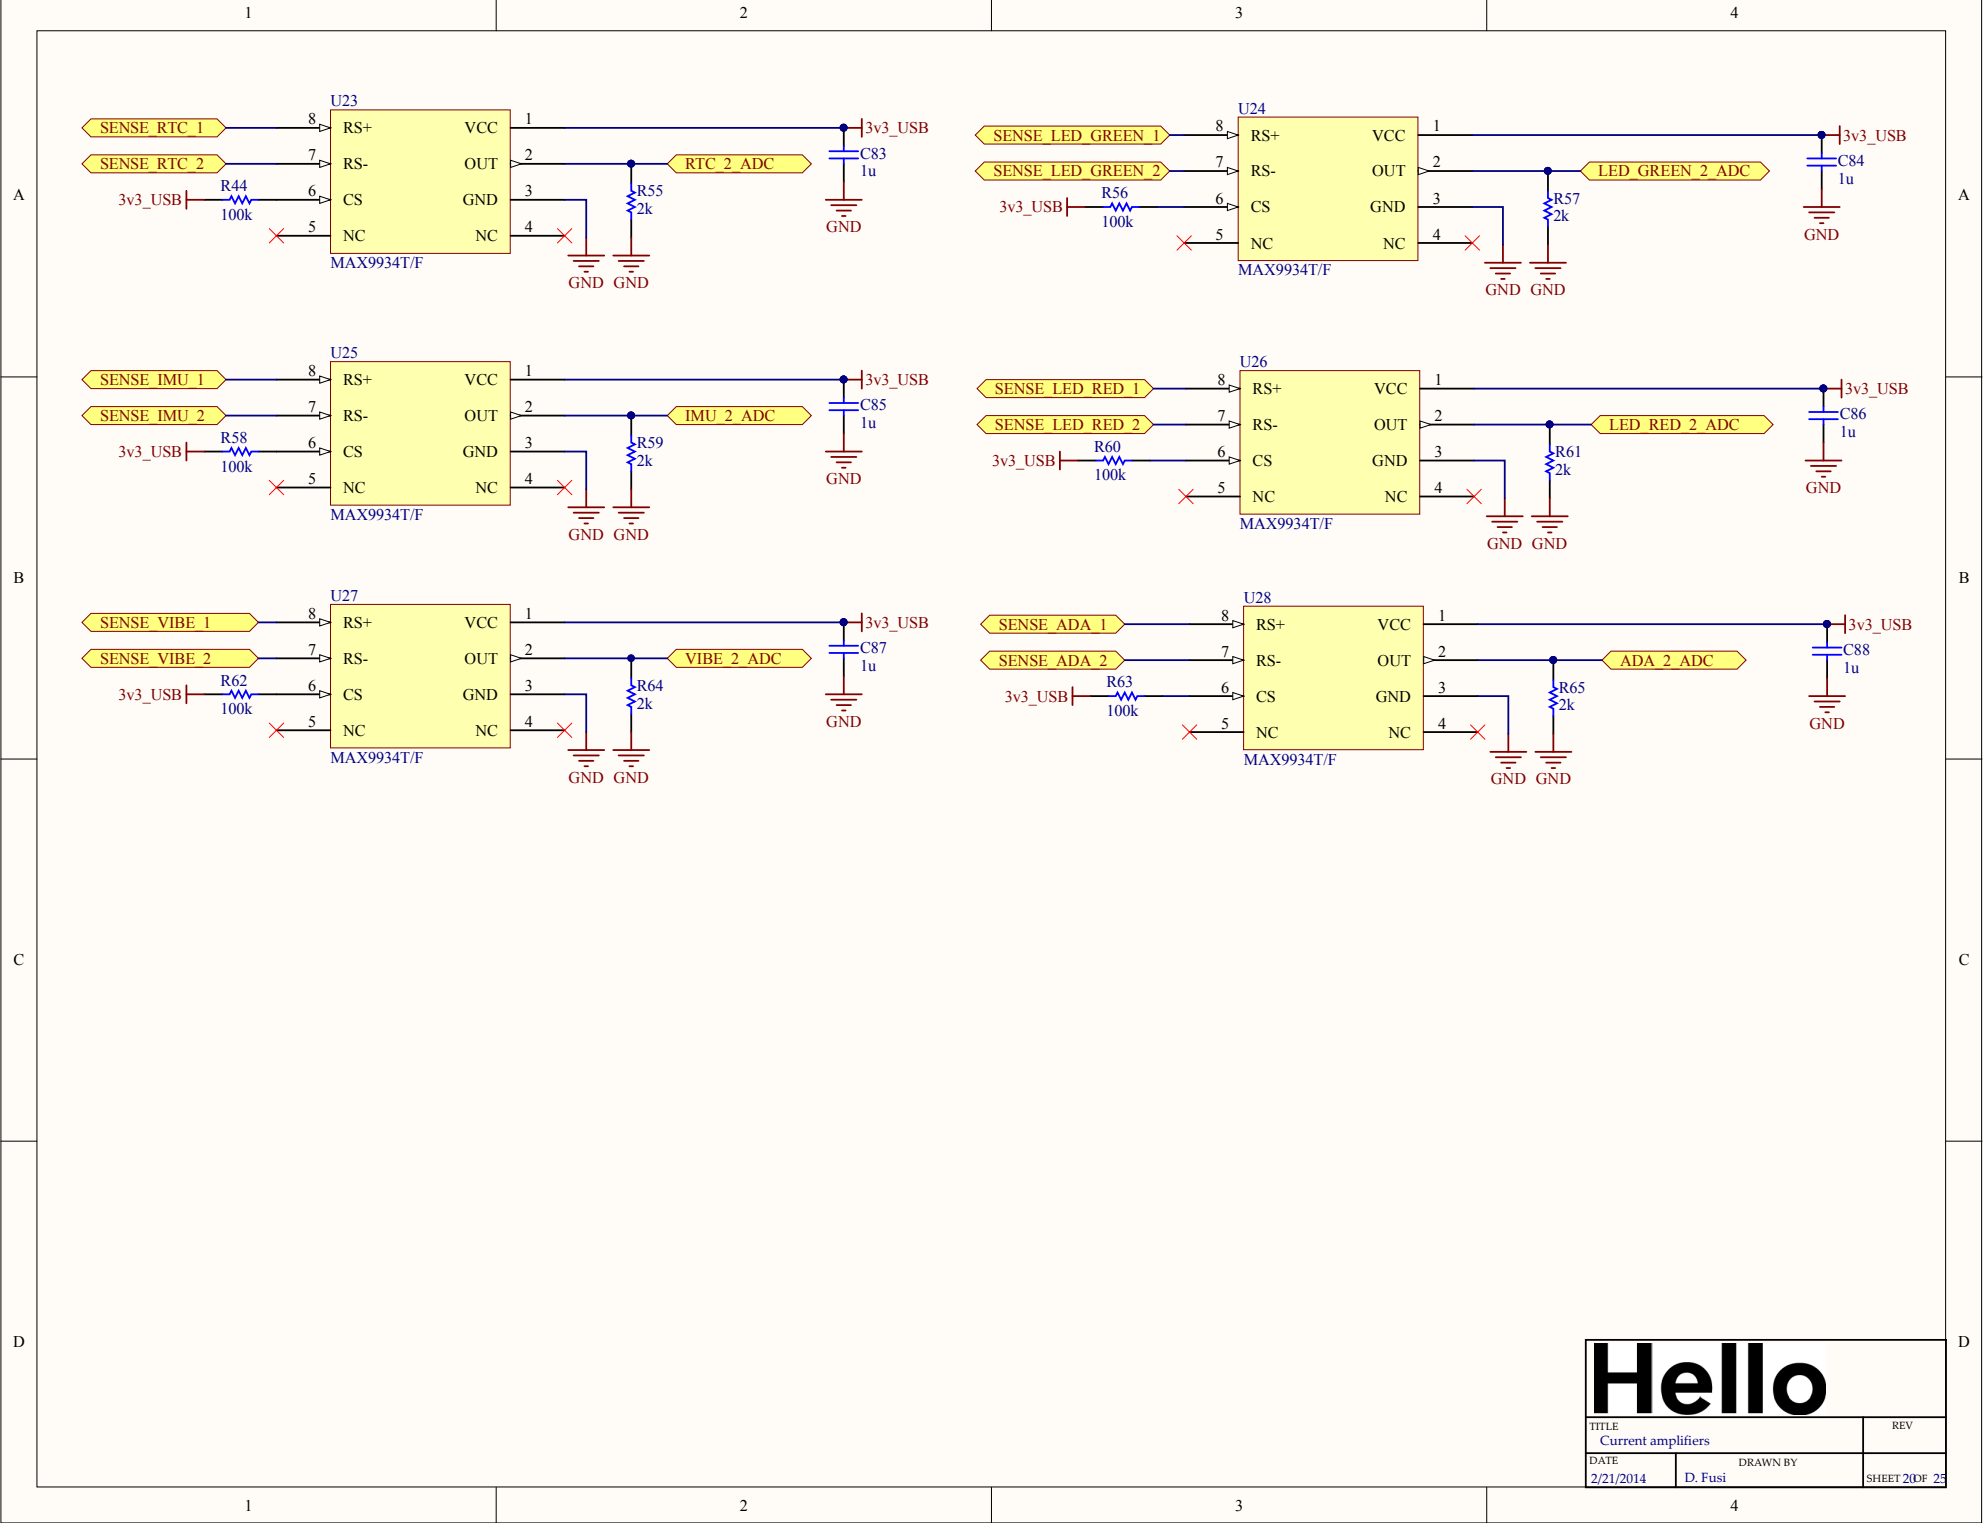 1 2 3 4
A A
U23
SENSE_RTC_1 8 RS+ VCC 1 3v3_USB
SENSE_RTC_2 7 RS- OUT 2 RTC_2_ADC C83
1u
3v3_USB R44 6 CS GND 3 R55
100k 2k
5 NC NC 4 GND
MAX9934T/F GND GND
U24
SENSE_LED_GREEN_1 8 RS+ VCC 1 3v3_USB
SENSE_LED_GREEN_2 7 RS- OUT 2 LED_GREEN_2_ADC C84
1u
3v3_USB R56 6 CS GND 3 R57
100k 2k
5 NC NC 4 GND
MAX9934T/F GND GND
U25
SENSE_IMU_1 8 RS+ VCC 1 3v3_USB
SENSE_IMU_2 7 RS- OUT 2 IMU_2_ADC C85
1u
3v3_USB R58 6 CS GND 3 R59
100k 2k
5 NC NC 4 GND
MAX9934T/F GND GND
U26
SENSE_LED_RED_1 8 RS+ VCC 1 3v3_USB
SENSE_LED_RED_2 7 RS- OUT 2 LED_RED_2_ADC C86
1u
3v3_USB R60 6 CS GND 3 R61
100k 2k
5 NC NC 4 GND
MAX9934T/F GND GND
B B
U27
SENSE_VIBE_1 8 RS+ VCC 1 3v3_USB
SENSE_VIBE_2 7 RS- OUT 2 VIBE_2_ADC C87
1u
3v3_USB R62 6 CS GND 3 R64
100k 2k
5 NC NC 4 GND
MAX9934T/F GND GND
U28
SENSE_ADA_1 8 RS+ VCC 1 3v3_USB
SENSE_ADA_2 7 RS- OUT 2 ADA_2_ADC C88
1u
3v3_USB R63 6 CS GND 3 R65
100k 2k
5 NC NC 4 GND
MAX9934T/F GND GND
C C
D D
Hello
TITLE REV
Current amplifiers
DATE DRAWN BY
2/21/2014 D. Fusi SHEET 20 OF 25
1 2 3 4